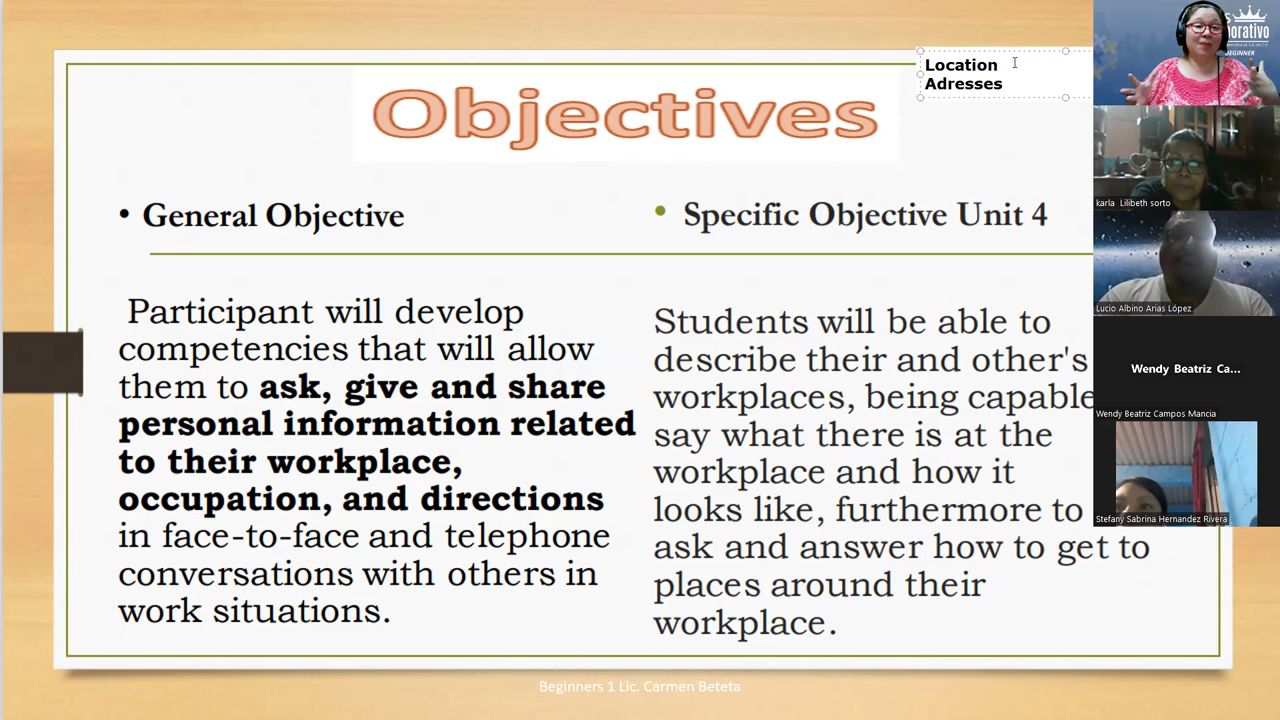 Objectives
Location
Adresses
• General Objective
Participant will develop
competencies that will allow
them to ask, give and share
personal information related
to their workplace,
occupation, and directions
in face-to-face and telephone
conversations with others in
work situations.
• Specific Objective Unit 4
Students will be able to
describe their and other's
workplaces, being capable
say what there is at the
workplace and how it
looks like, furthermore to
ask and answer how to get to
places around their
workplace.
Beginners 1 Lic. Carmen Beteta
BEGINNER
karla Lilibeth sorto
Lucio Albino Arias López
Wendy Beatriz Ca...
Wendy Beatriz Campos Mancia
Stefany Sabrina Hernandez Rivera